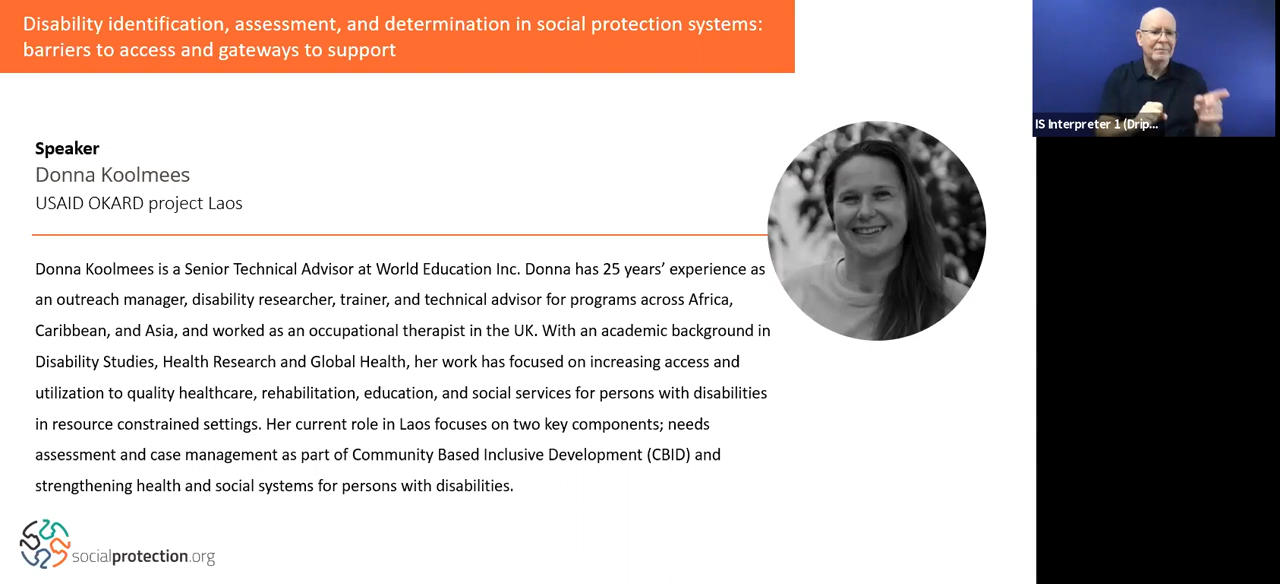 Disability identification, assessment, and determination in social protection systems:
barriers to access and gateways to support
IS Interpreter 1 (Drip...
Speaker
Donna Koolmees
USAID OKARD project Laos
Donna Koolmees is a Senior Technical Advisor at World Education Inc. Donna has 25 years’ experience as
an outreach manager, disability researcher, trainer, and technical advisor for programs across Africa,
Caribbean, and Asia, and worked as an occupational therapist in the UK. With an academic background in
Disability Studies, Health Research and Global Health, her work has focused on increasing access and
utilization to quality healthcare, rehabilitation, education, and social services for persons with disabilities
in resource constrained settings. Her current role in Laos focuses on two key components; needs
assessment and case management as part of Community Based Inclusive Development (CBID) and
strengthening health and social systems for persons with disabilities.
socialprotection.org